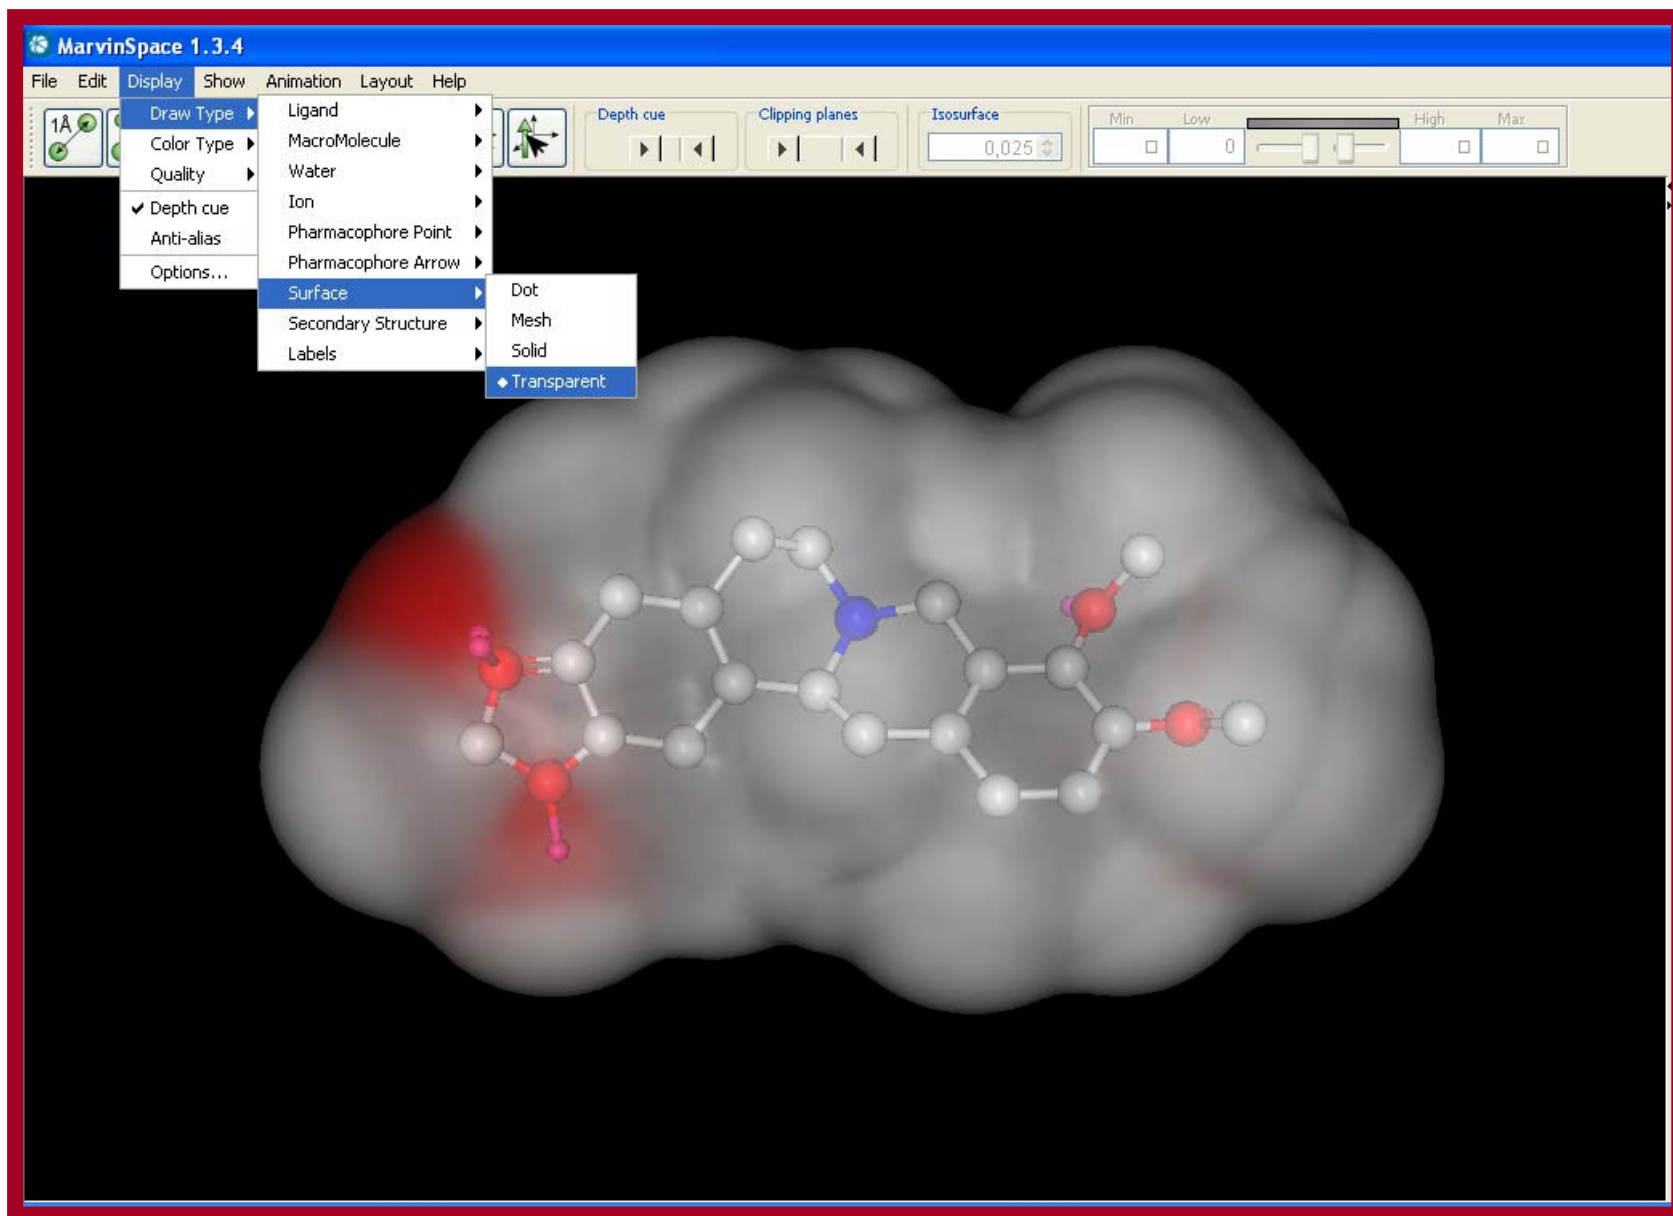 MarvinSpace 1.3.4
File Edit Display Show Animation Layout Help
1Å
Depth cue
Clipping planes
Isosurface
0,025
Min
Low
0
High
Max
Draw Type
Color Type
Quality
Depth cue
Anti-alias
Options...
Ligand
MacroMolecule
Water
Ion
Pharmacophore Point
Pharmacophore Arrow
Surface
Secondary Structure
Labels
Dot
Mesh
Solid
Transparent